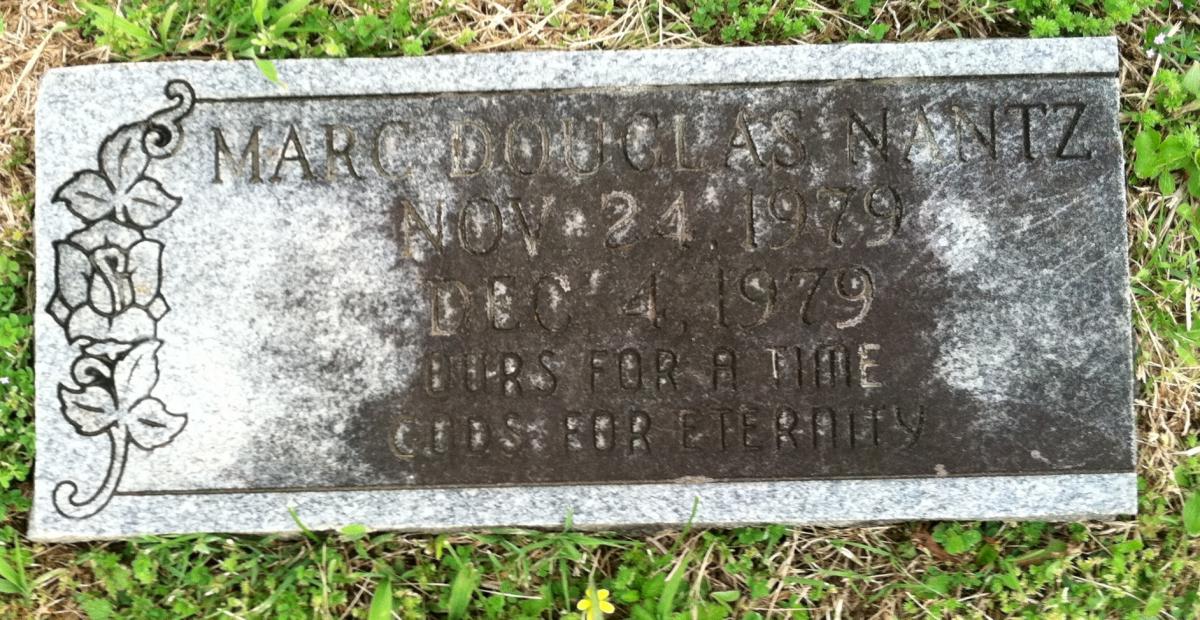 MARC DOUGLAS NANTZ
NOV. 24, 1979
DEC. 4, 1979
OURS FOR A TIME
GODS FOR ETERNITY